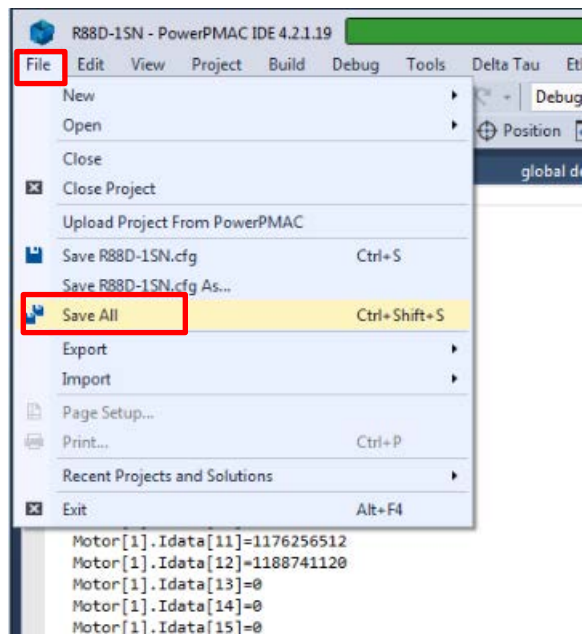 R88D-1SN - PowerPMAC IDE 4.2.1.19
File Edit View Project Build Debug Tools Delta Tau
New
Debug
Open
Position
Close
global
Close Project
Upload Project From PowerPMAC
Save R88D-1SN.cfg Ctrl+S
Save R88D-1SN.cfg As...
Save All Ctrl+Shift+S
Export
Import
Page Setup...
Print... Ctrl+P
Recent Projects and Solutions
Exit Alt+F4
Motor[1].Idata[11]=1176256512
Motor[1].Idata[12]=1188741120
Motor[1].Idata[13]=0
Motor[1].Idata[14]=0
Motor[1].Idata[15]=0